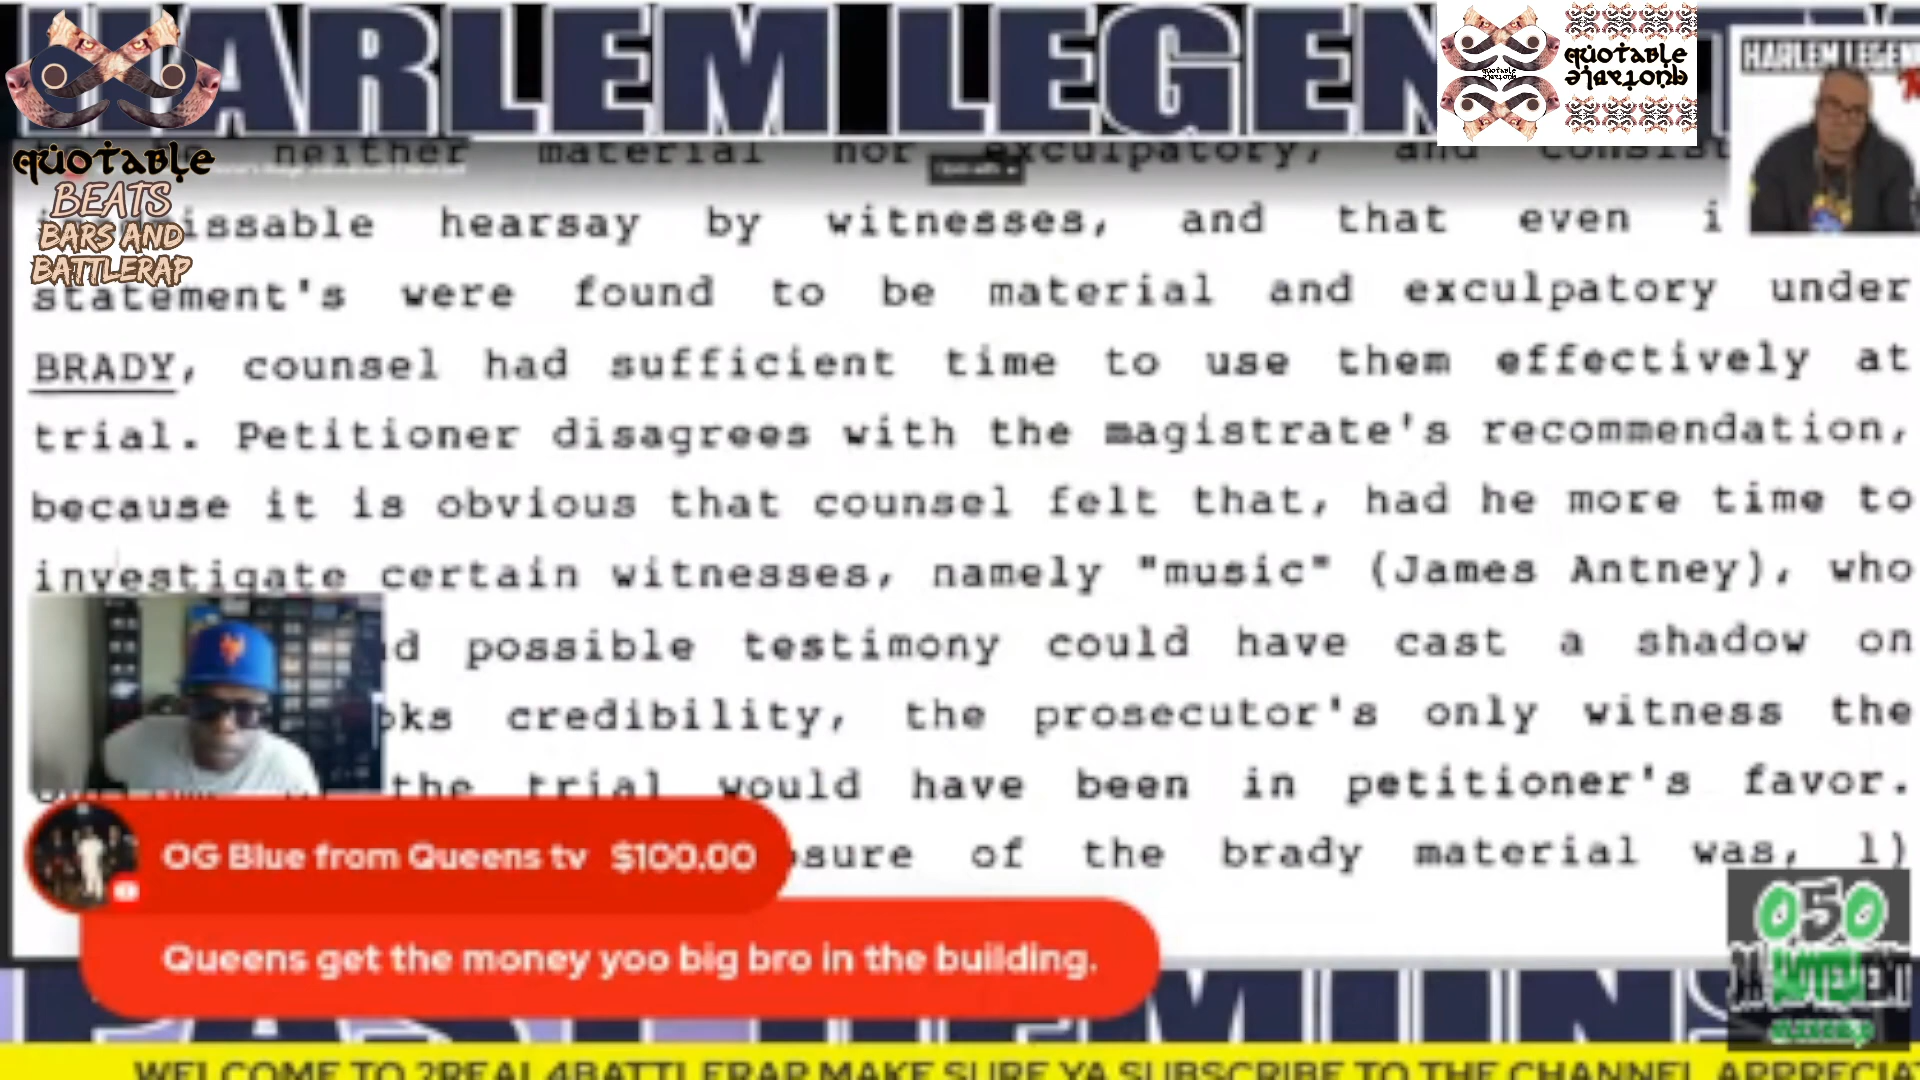 HARLEM LEGEN
quotable
quotable
HARLEM LEGEN
quotable
BEATS
BARS AND
BATTLERAP
neither material nor exculpatory, and consist
issable hearsay by witnesses, and that even i
statement's were found to be material and exculpatory under
BRADY, counsel had sufficient time to use them effectively at
trial. Petitioner disagrees with the magistrate's recommendation,
because it is obvious that counsel felt that, had he more time to
investigate certain witnesses, namely "music" (James Antney), who
d possible testimony could have cast a shadow on
oks credibility, the prosecutor's only witness the
the trial would have been in petitioner's favor.
OG Blue from Queens tv $100.00
sure of the brady material was, 1)
Queens get the money yoo big bro in the building.
050
WELCOME TO 2REAL4BATTLERAP MAKE SURE YA SUBSCRIBE TO THE CHANNEL APPRECIA